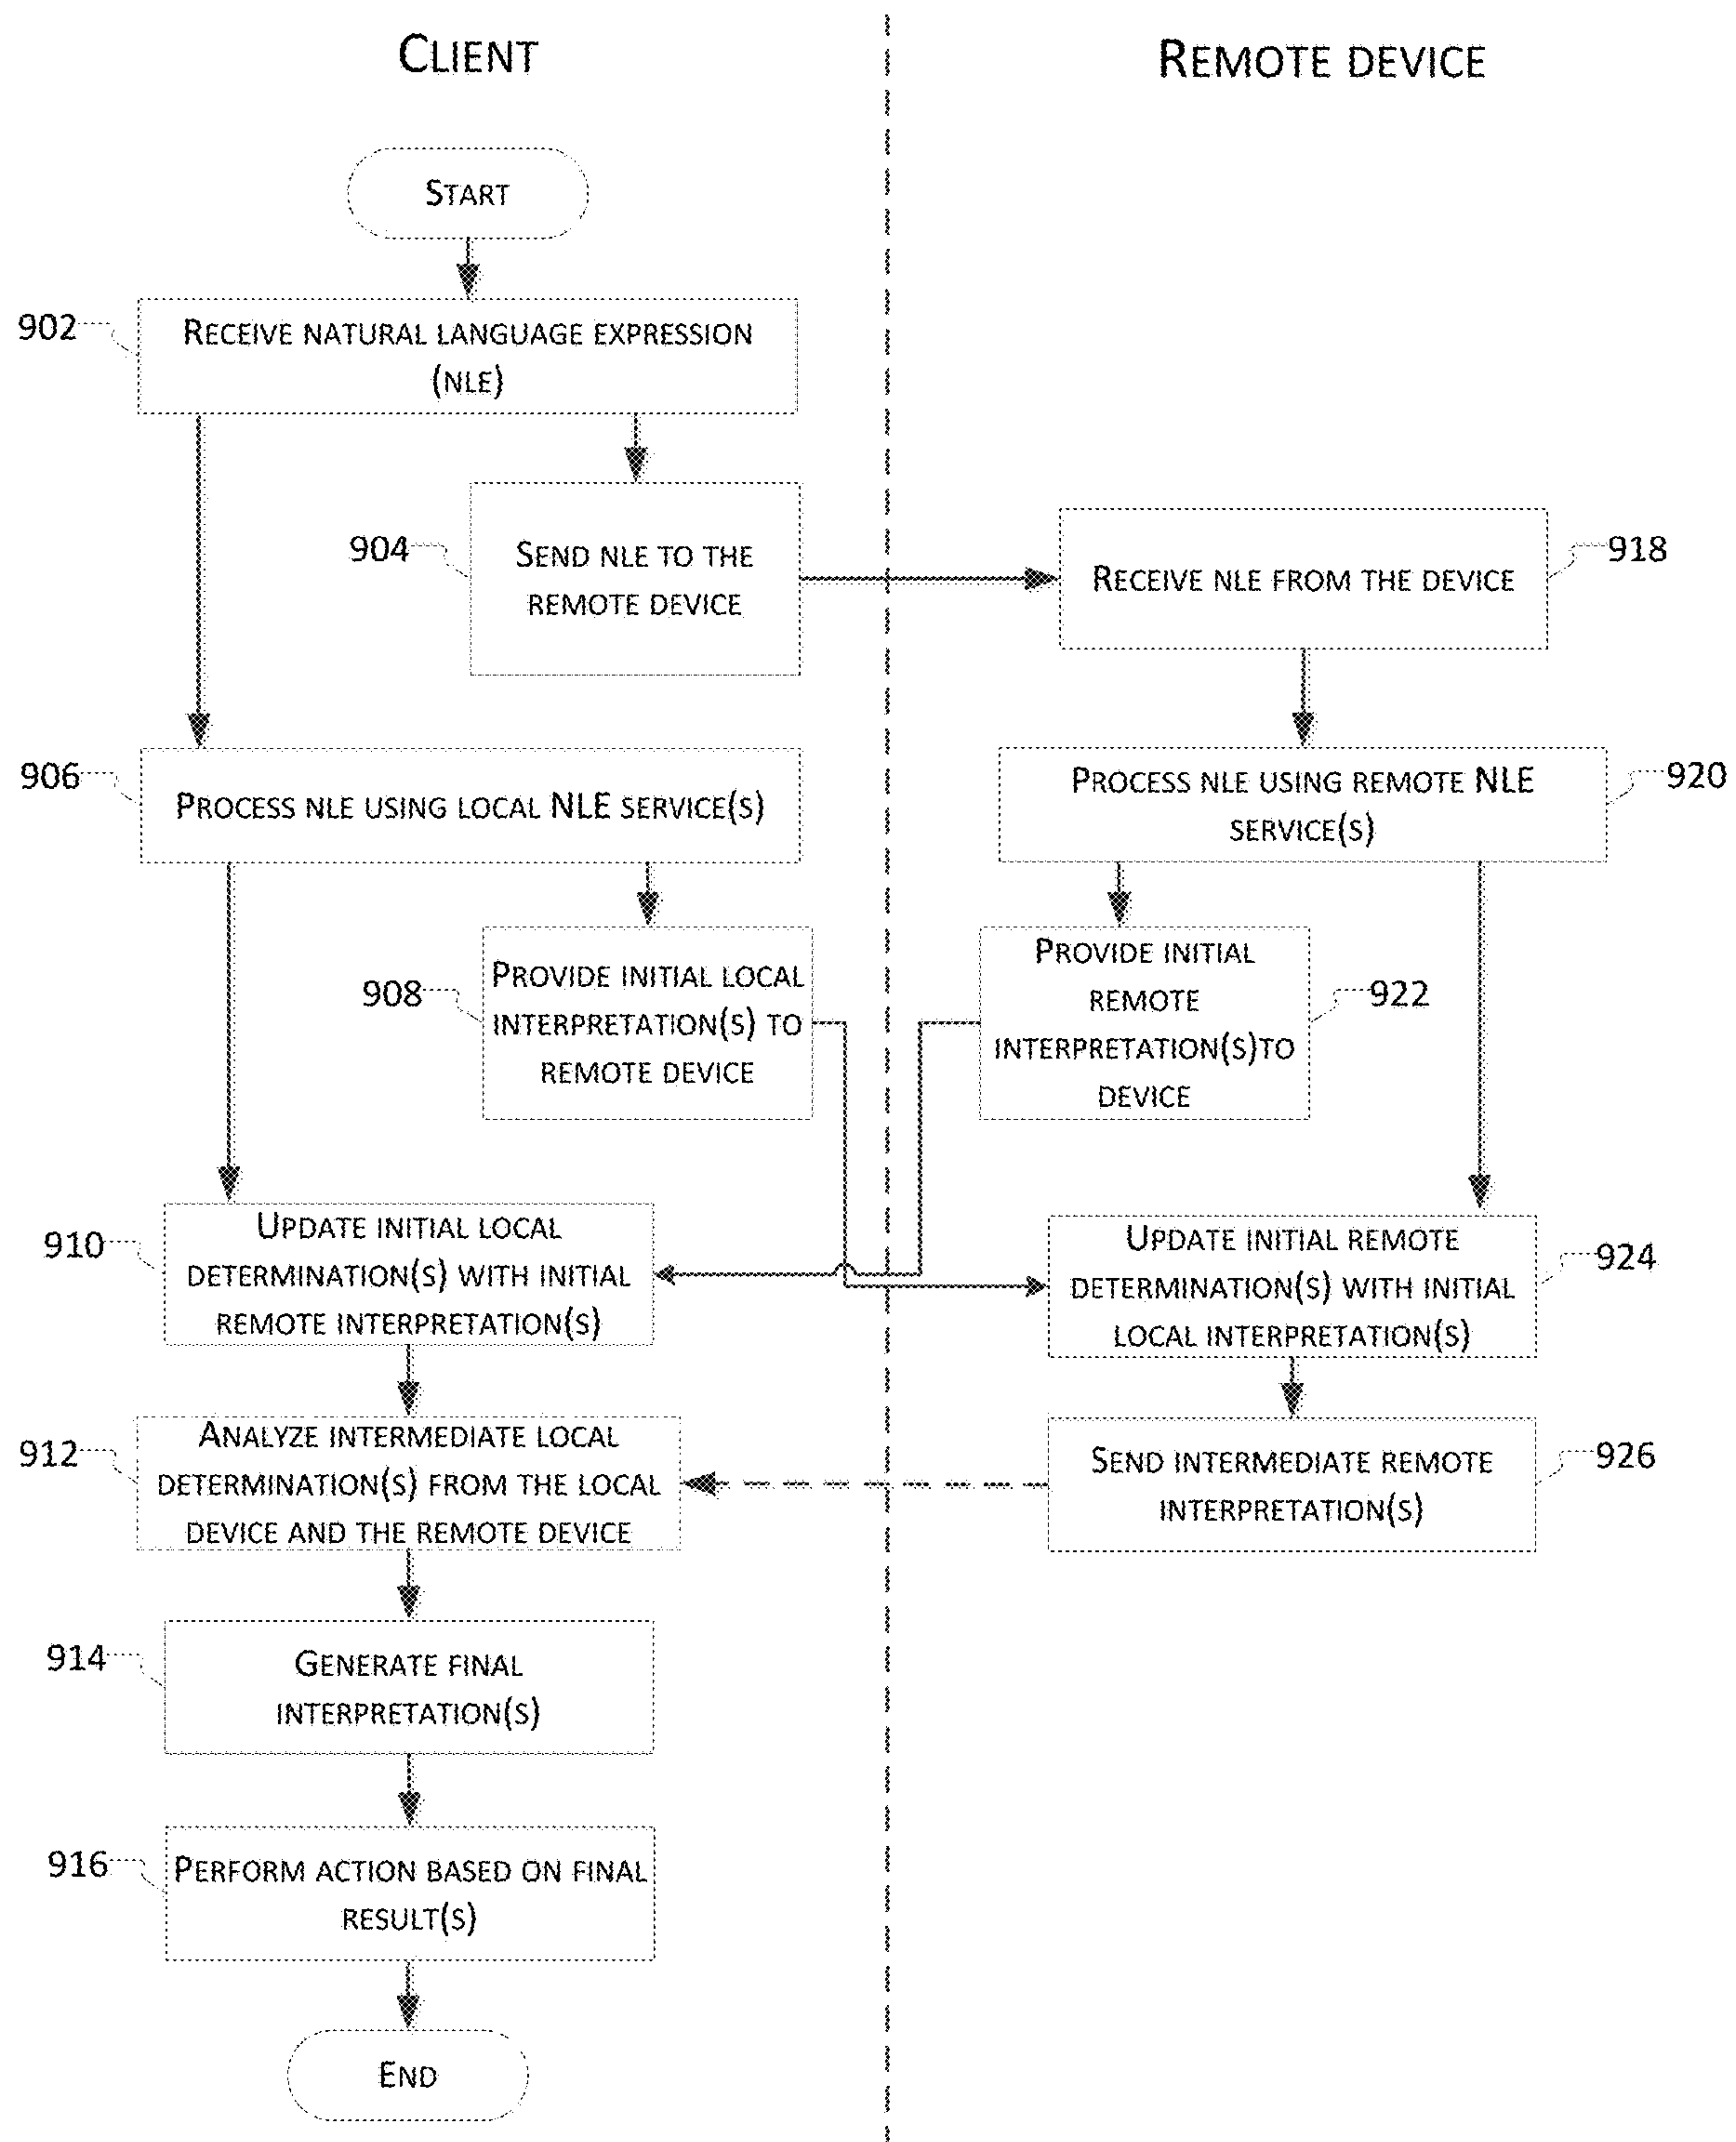 CLIENT
REMOTE DEVICE
START
902
RECEIVE NATURAL LANGUAGE EXPRESSION
(NLE)
904
SEND NLE TO THE
REMOTE DEVICE
918
RECEIVE NLE FROM THE DEVICE
906
PROCESS NLE USING LOCAL NLE SERVICE(S)
920
PROCESS NLE USING REMOTE NLE
SERVICE(S)
908
PROVIDE INITIAL LOCAL
INTERPRETATION(S) TO
REMOTE DEVICE
922
PROVIDE INITIAL
REMOTE
INTERPRETATION(S)TO
DEVICE
910
UPDATE INITIAL LOCAL
DETERMINATION(S) WITH INITIAL
REMOTE INTERPRETATION(S)
924
UPDATE INITIAL REMOTE
DETERMINATION(S) WITH INITIAL
LOCAL INTERPRETATION(S)
912
ANALYZE INTERMEDIATE LOCAL
DETERMINATION(S) FROM THE LOCAL
DEVICE AND THE REMOTE DEVICE
926
SEND INTERMEDIATE REMOTE
INTERPRETATION(S)
914
GENERATE FINAL
INTERPRETATION(S)
916
PERFORM ACTION BASED ON FINAL
RESULT(S)
END